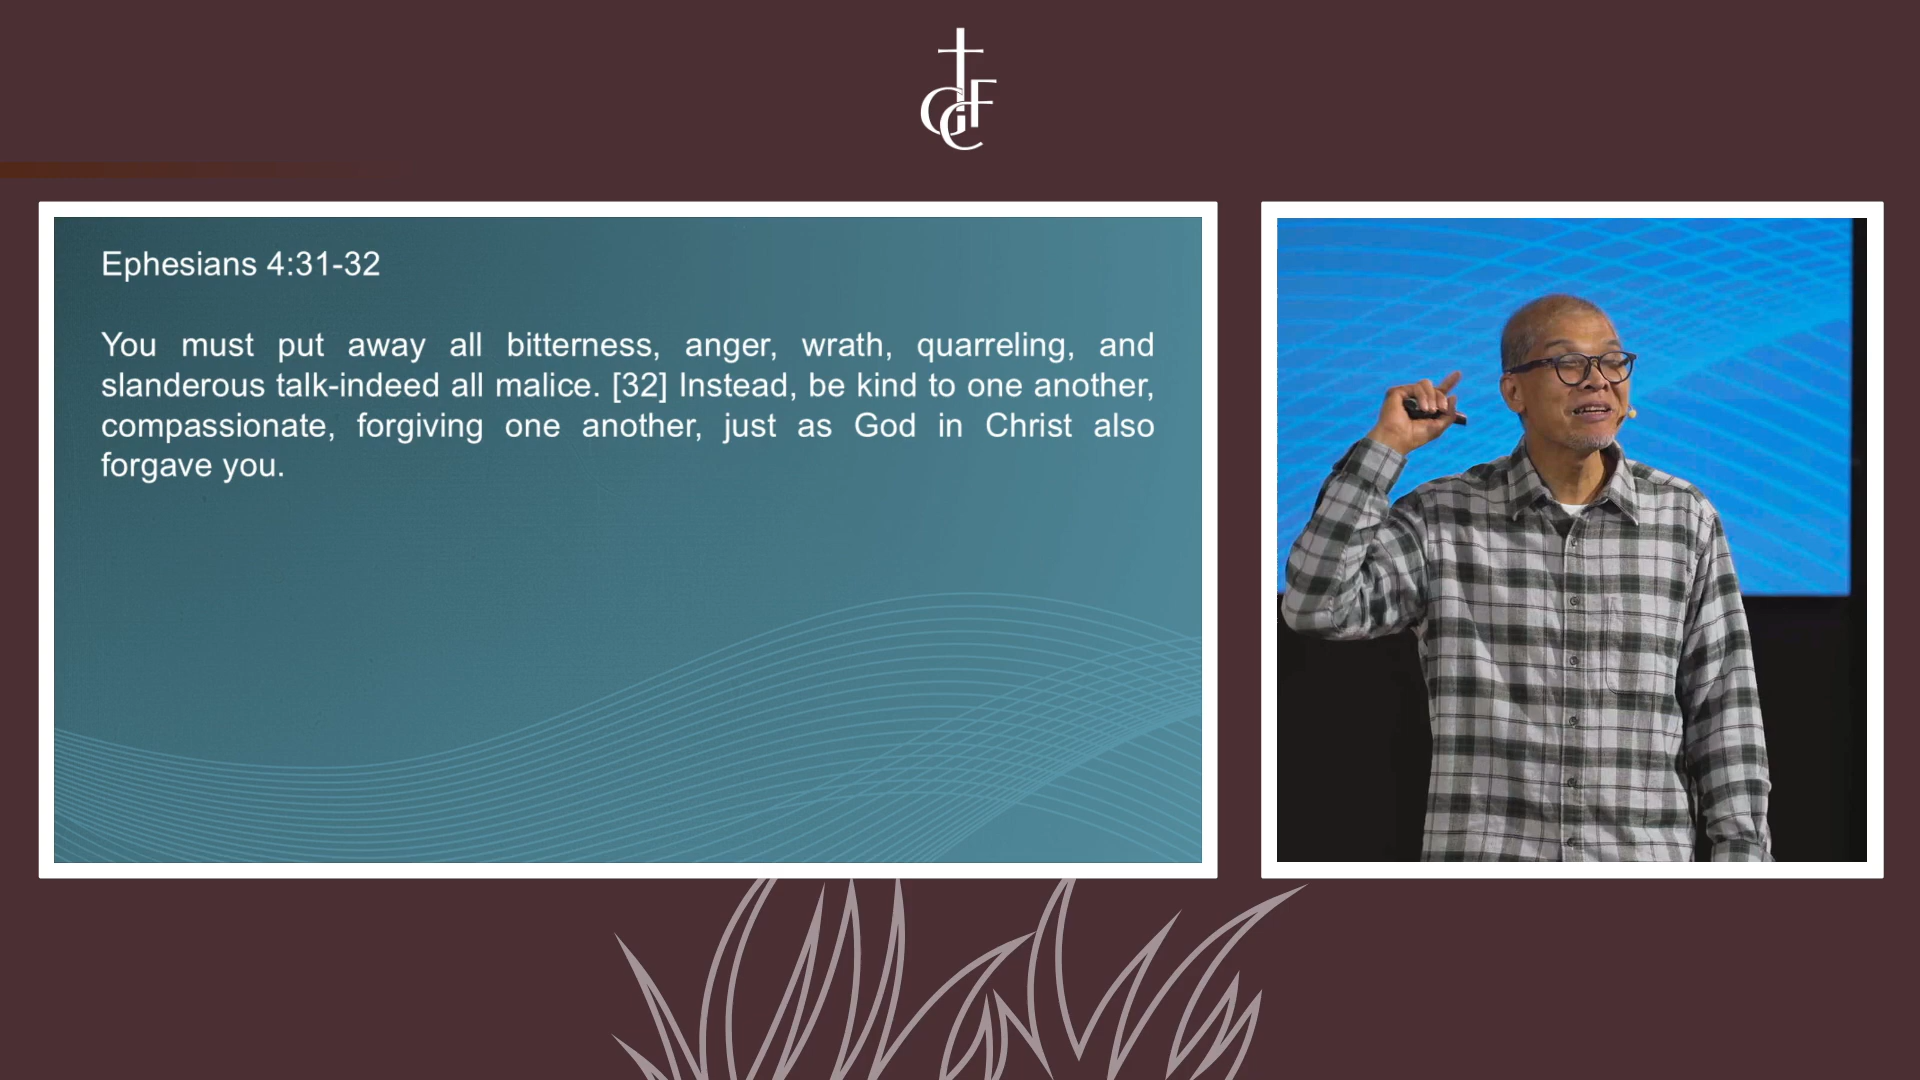 GCF
Ephesians 4:31-32
You must put away all bitterness, anger, wrath, quarreling, and
slanderous talk-indeed all malice. [32] Instead, be kind to one another,
compassionate, forgiving one another, just as God in Christ also
forgave you.